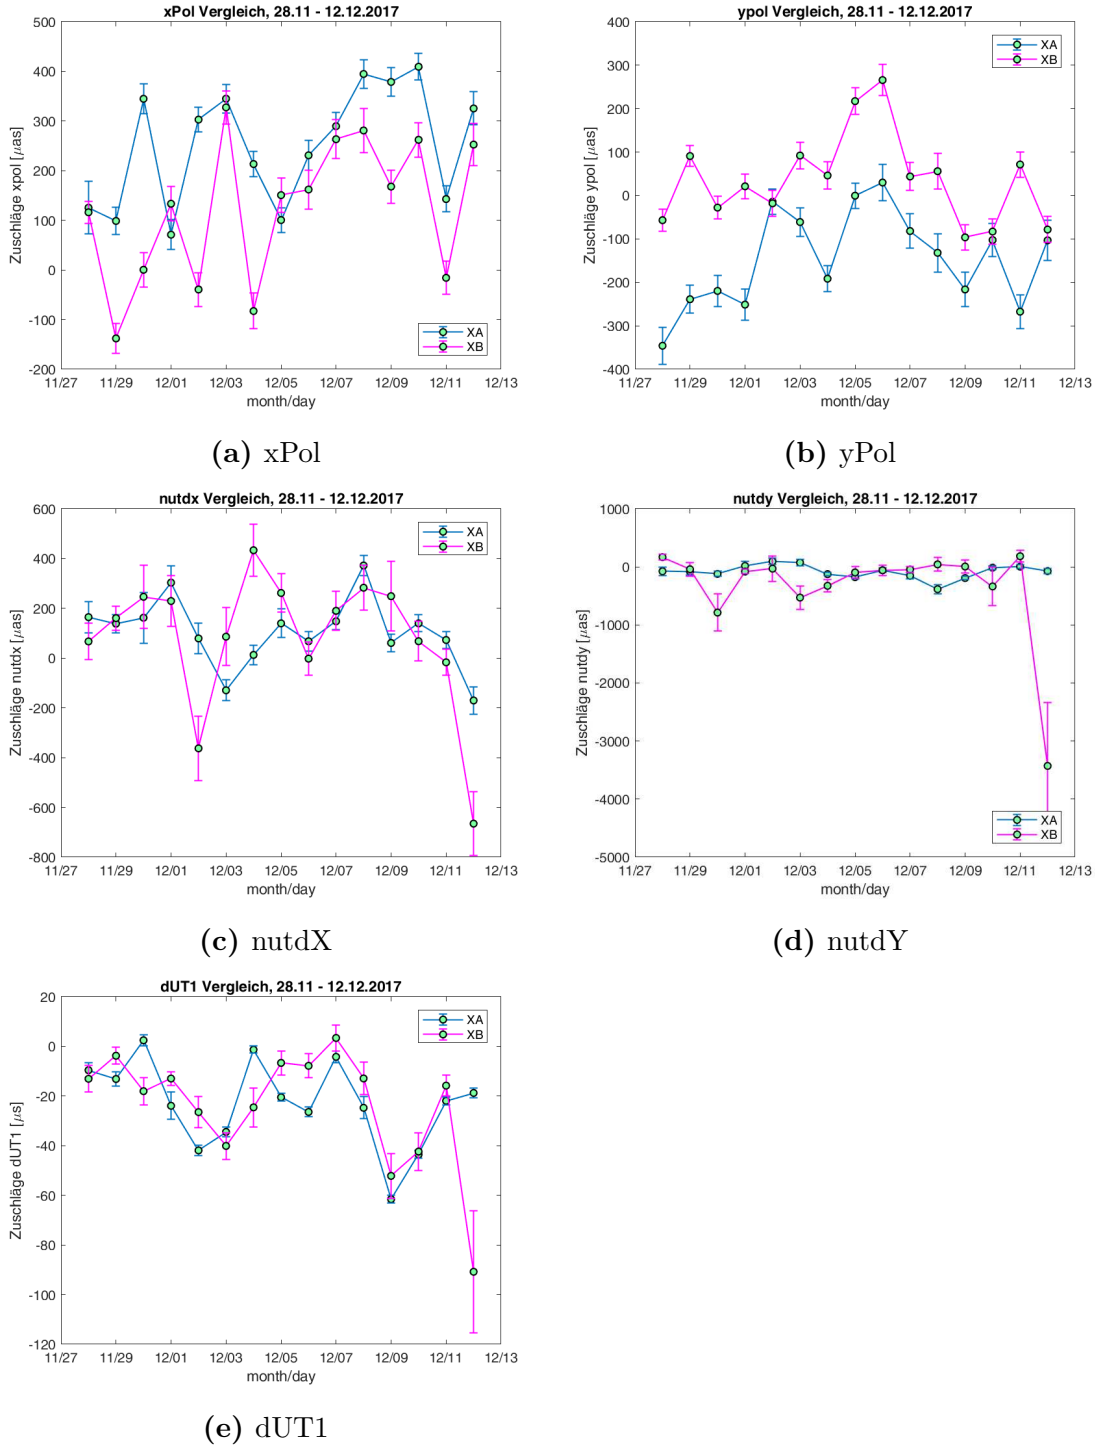 xPol Vergleich, 28.11 - 12.12.2017
500
400
300
200
100
0
-100
-200
Zuschläge xpol [μas]
XA
XB
11/27 11/29 12/01 12/03 12/05 12/07 12/09 12/11 12/13
month/day
(a) xPol
ypol Vergleich, 28.11 - 12.12.2017
400
300
200
100
0
-100
-200
-300
-400
Zuschläge ypol [μas]
XA
XB
11/27 11/29 12/01 12/03 12/05 12/07 12/09 12/11 12/13
month/day
(b) yPol
nutdx Vergleich, 28.11 - 12.12.2017
600
400
200
0
-200
-400
-600
-800
Zuschläge nutdx [μas]
XA
XB
11/27 11/29 12/01 12/03 12/05 12/07 12/09 12/11 12/13
month/day
(c) nutdX
nutdy Vergleich, 28.11 - 12.12.2017
1000
0
-1000
-2000
-3000
-4000
-5000
Zuschläge nutdy [μas]
XA
XB
11/27 11/29 12/01 12/03 12/05 12/07 12/09 12/11 12/13
month/day
(d) nutdY
dUT1 Vergleich, 28.11 - 12.12.2017
20
0
-20
-40
-60
-80
-100
-120
Zuschläge dUT1 [μs]
XA
XB
11/27 11/29 12/01 12/03 12/05 12/07 12/09 12/11 12/13
month/day
(e) dUT1